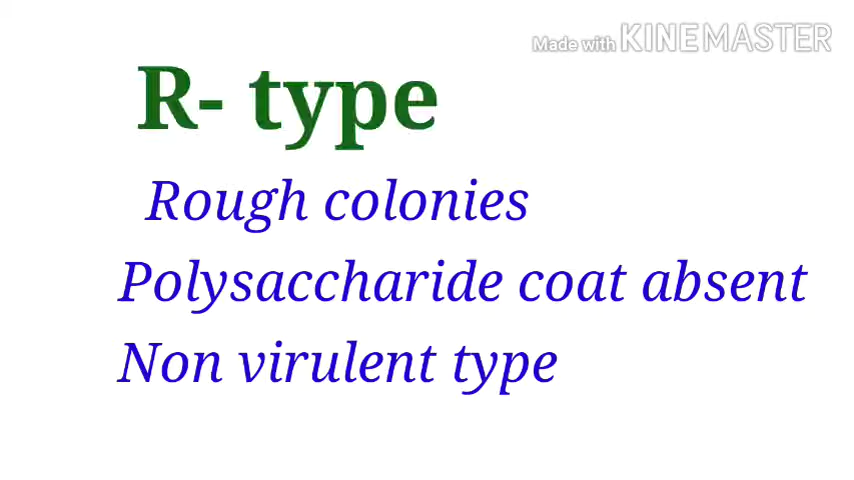 Made with KINEMASTER
R- type
Rough colonies
Polysaccharide coat absent
Non virulent type